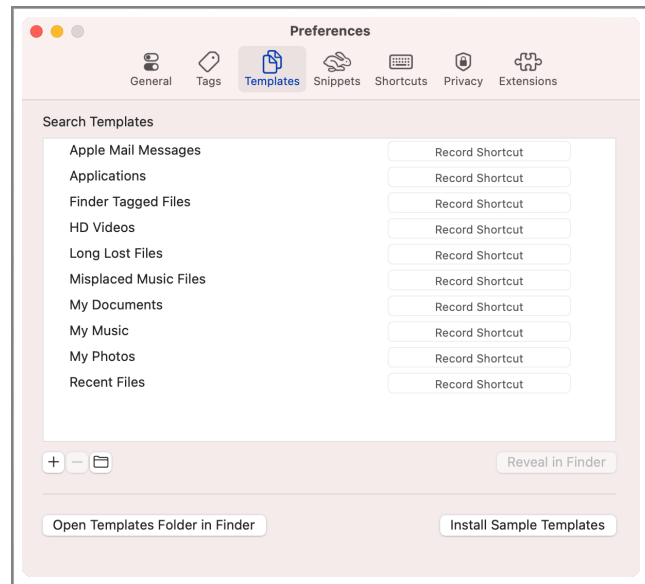 Preferences
General Tags Templates Snippets Shortcuts Privacy Extensions
Search Templates
Apple Mail Messages Record Shortcut
Applications Record Shortcut
Finder Tagged Files Record Shortcut
HD Videos Record Shortcut
Long Lost Files Record Shortcut
Misplaced Music Files Record Shortcut
My Documents Record Shortcut
My Music Record Shortcut
My Photos Record Shortcut
Recent Files Record Shortcut
Reveal in Finder
Open Templates Folder in Finder Install Sample Templates